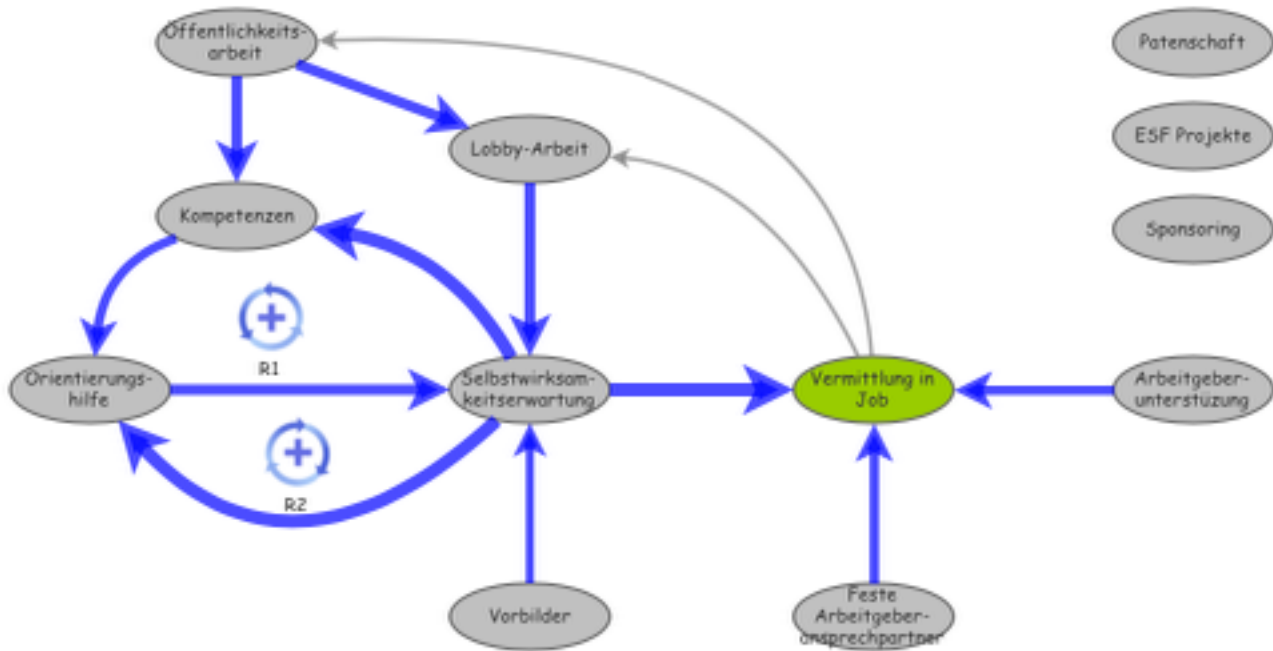 Öffentlichkeits-
arbeit
Patenschaft
Lobby-Arbeit
ESF Projekte
Kompetenzen
Sponsoring
R1
Orientierungs-
hilfe
Selbstwirksam-
keitserwartung
Vermittlung in
Job
Arbeitgeber-
unterstüzung
R2
Vorbilder
Feste
Arbeitgeber-
ansprechpartner